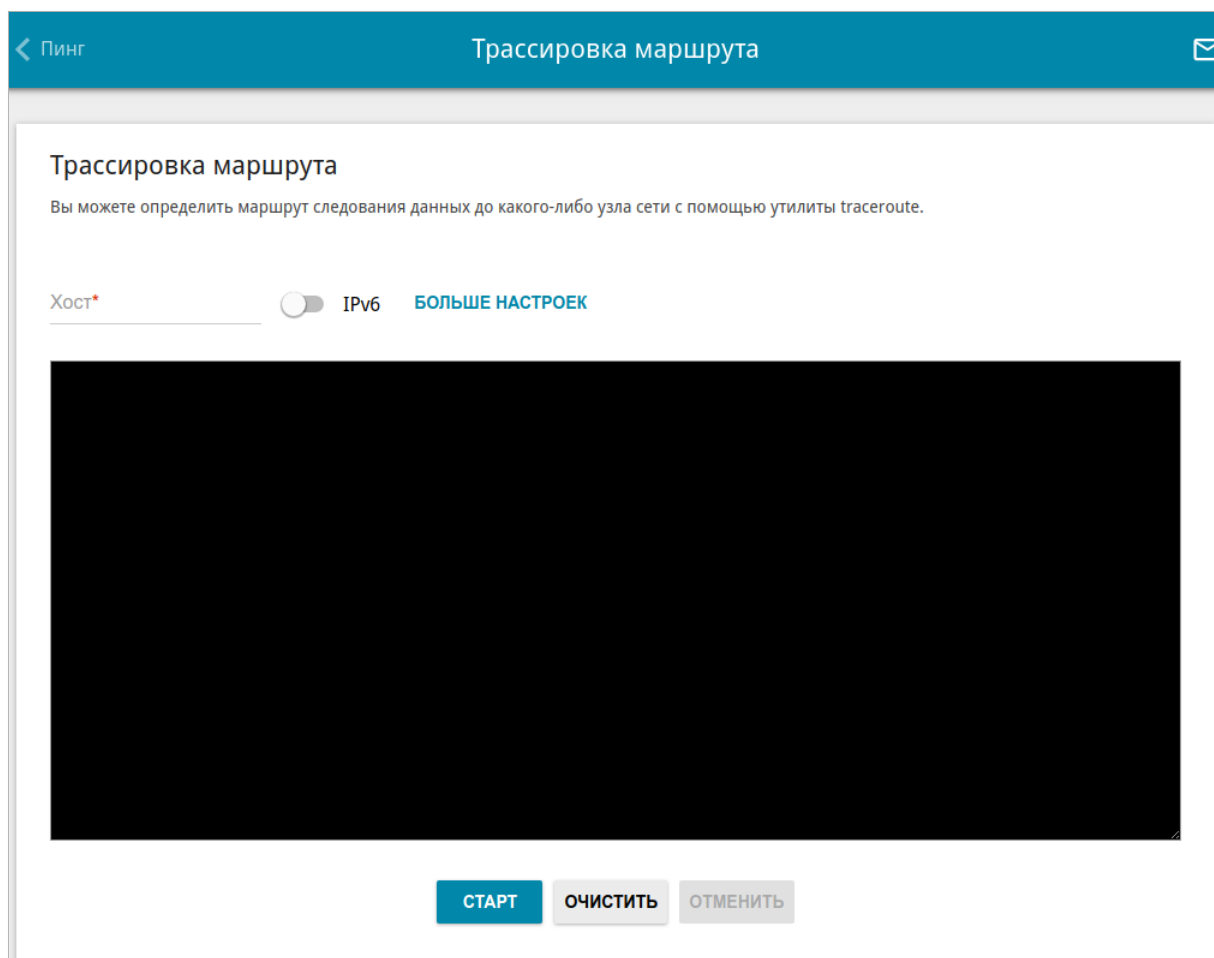 Пинг
Трассировка маршрута
Трассировка маршрута
Вы можете определить маршрут следования данных до какого-либо узла сети с помощью утилиты traceroute.
Хост* IPv6 БОЛЬШЕ НАСТРОЕК
СТАРТ ОЧИСТИТЬ ОТМЕНИТЬ